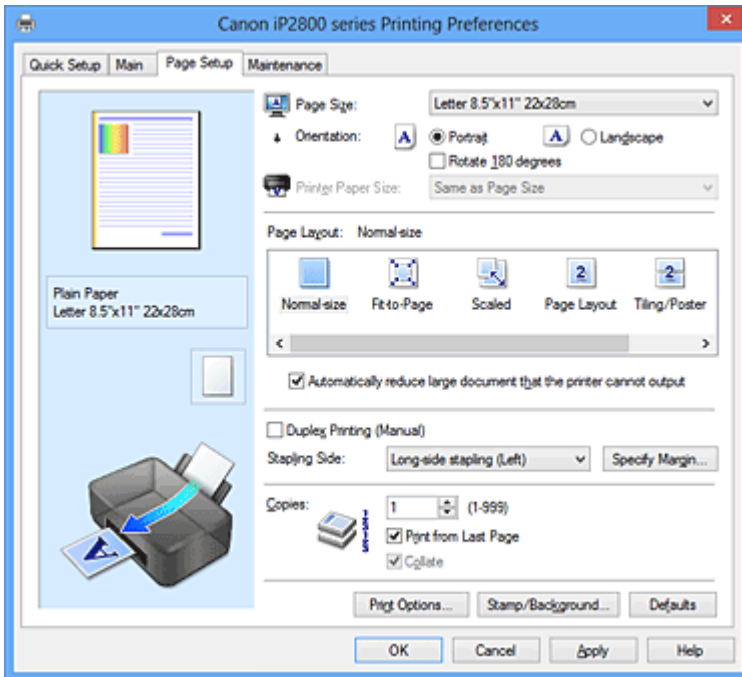 Canon iP2800 series Printing Preferences
Quick Setup Main Page Setup Maintenance
Page Size: Letter 8.5"x11" 22x28cm
Orientation: A Portrait A Landscape
Rotate 180 degrees
Printer Paper Size: Same as Page Size
Page Layout: Normal-size
Normal-size Fit-to-Page Scaled Page Layout Tiling/Poster
Plain Paper
Letter 8.5"x11" 22x28cm
Automatically reduce large document that the printer cannot output
Duplex Printing (Manual)
Stapling Side: Long-side stapling (Left) Specify Margin...
Copies: 1 (1-999)
Print from Last Page
Collate
A
Print Options... Stamp/Background... Defaults
OK Cancel Apply Help